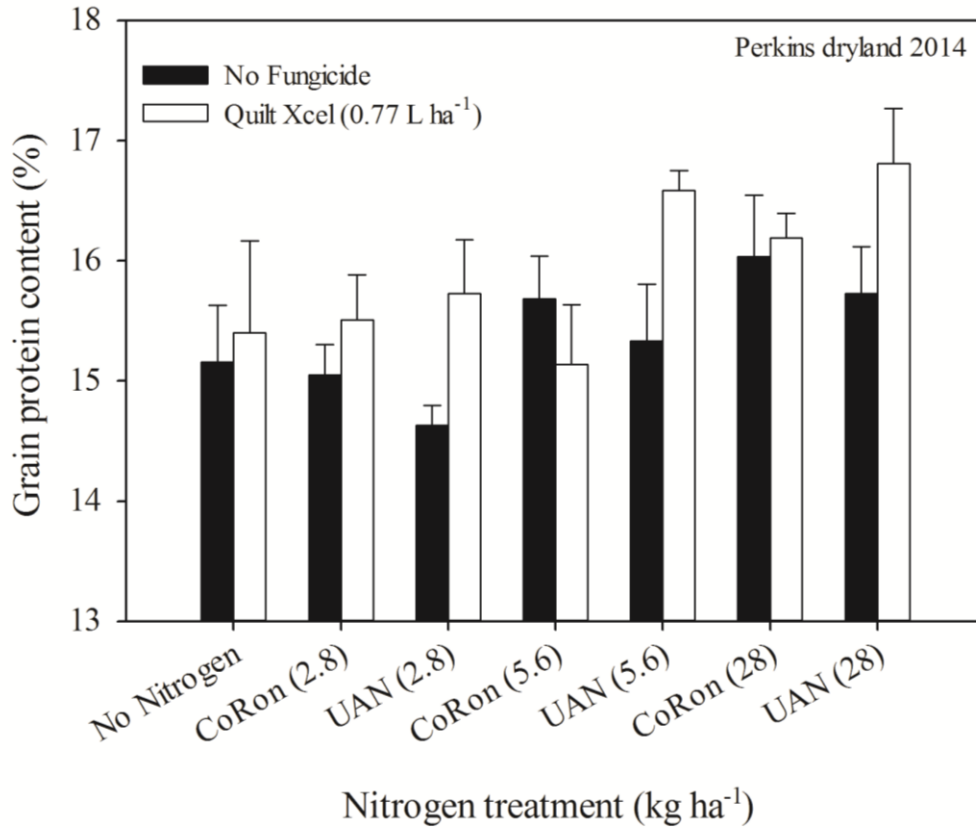 Perkins dryland 2014
No Fungicide
Quilt Xcel (0.77 L ha⁻¹)
Grain protein content (%)
18
17
16
15
14
13
No Nitrogen
CoRon (2.8)
UAN (2.8)
CoRon (5.6)
UAN (5.6)
CoRon (28)
UAN (28)
Nitrogen treatment (kg ha⁻¹)